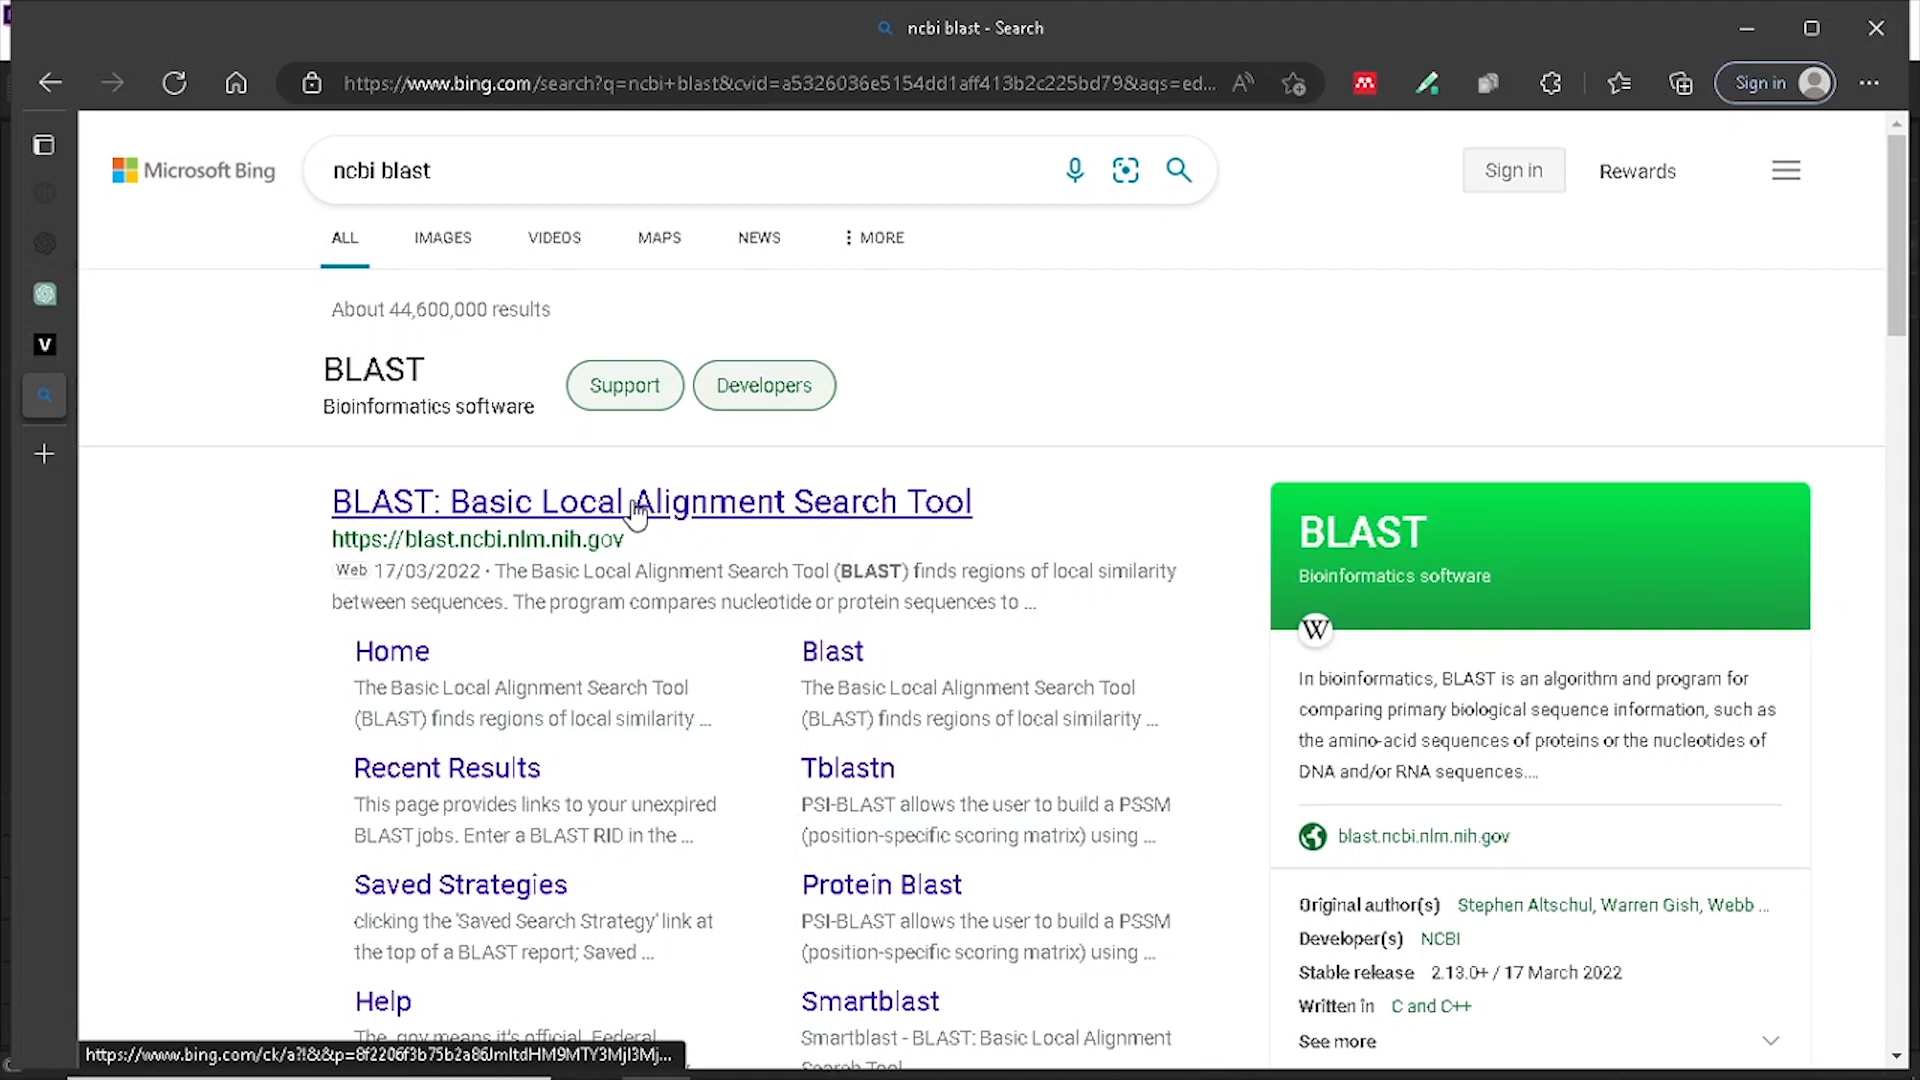 ncbi blast - Search
https://www.bing.com/search?q=ncbi+blast&cvid=a5326036e5154dd1aff413b2c225bd79&aqs=ed...
Sign in
Microsoft Bing
ncbi blast
Sign in
Rewards
ALL
IMAGES
VIDEOS
MAPS
NEWS
MORE
About 44,600,000 results
BLAST
Bioinformatics software
Support
Developers
BLAST: Basic Local Alignment Search Tool
https://blast.ncbi.nlm.nih.gov
Web 17/03/2022 · The Basic Local Alignment Search Tool (BLAST) finds regions of local similarity
between sequences. The program compares nucleotide or protein sequences to ...
Home
The Basic Local Alignment Search Tool
(BLAST) finds regions of local similarity ...
Blast
The Basic Local Alignment Search Tool
(BLAST) finds regions of local similarity ...
Recent Results
This page provides links to your unexpired
BLAST jobs. Enter a BLAST RID in the ...
Tblastn
PSI-BLAST allows the user to build a PSSM
(position-specific scoring matrix) using ...
Saved Strategies
clicking the 'Saved Search Strategy' link at
the top of a BLAST report; Saved ...
Protein Blast
PSI-BLAST allows the user to build a PSSM
(position-specific scoring matrix) using ...
Help
The .gov means it's official. Federal
Smartblast
Smartblast - BLAST: Basic Local Alignment
Search Tool
BLAST
Bioinformatics software
W
In bioinformatics, BLAST is an algorithm and program for
comparing primary biological sequence information, such as
the amino-acid sequences of proteins or the nucleotides of
DNA and/or RNA sequences....
blast.ncbi.nlm.nih.gov
Original author(s) Stephen Altschul, Warren Gish, Webb ...
Developer(s) NCBI
Stable release 2.13.0+ / 17 March 2022
Written in C and C++
See more